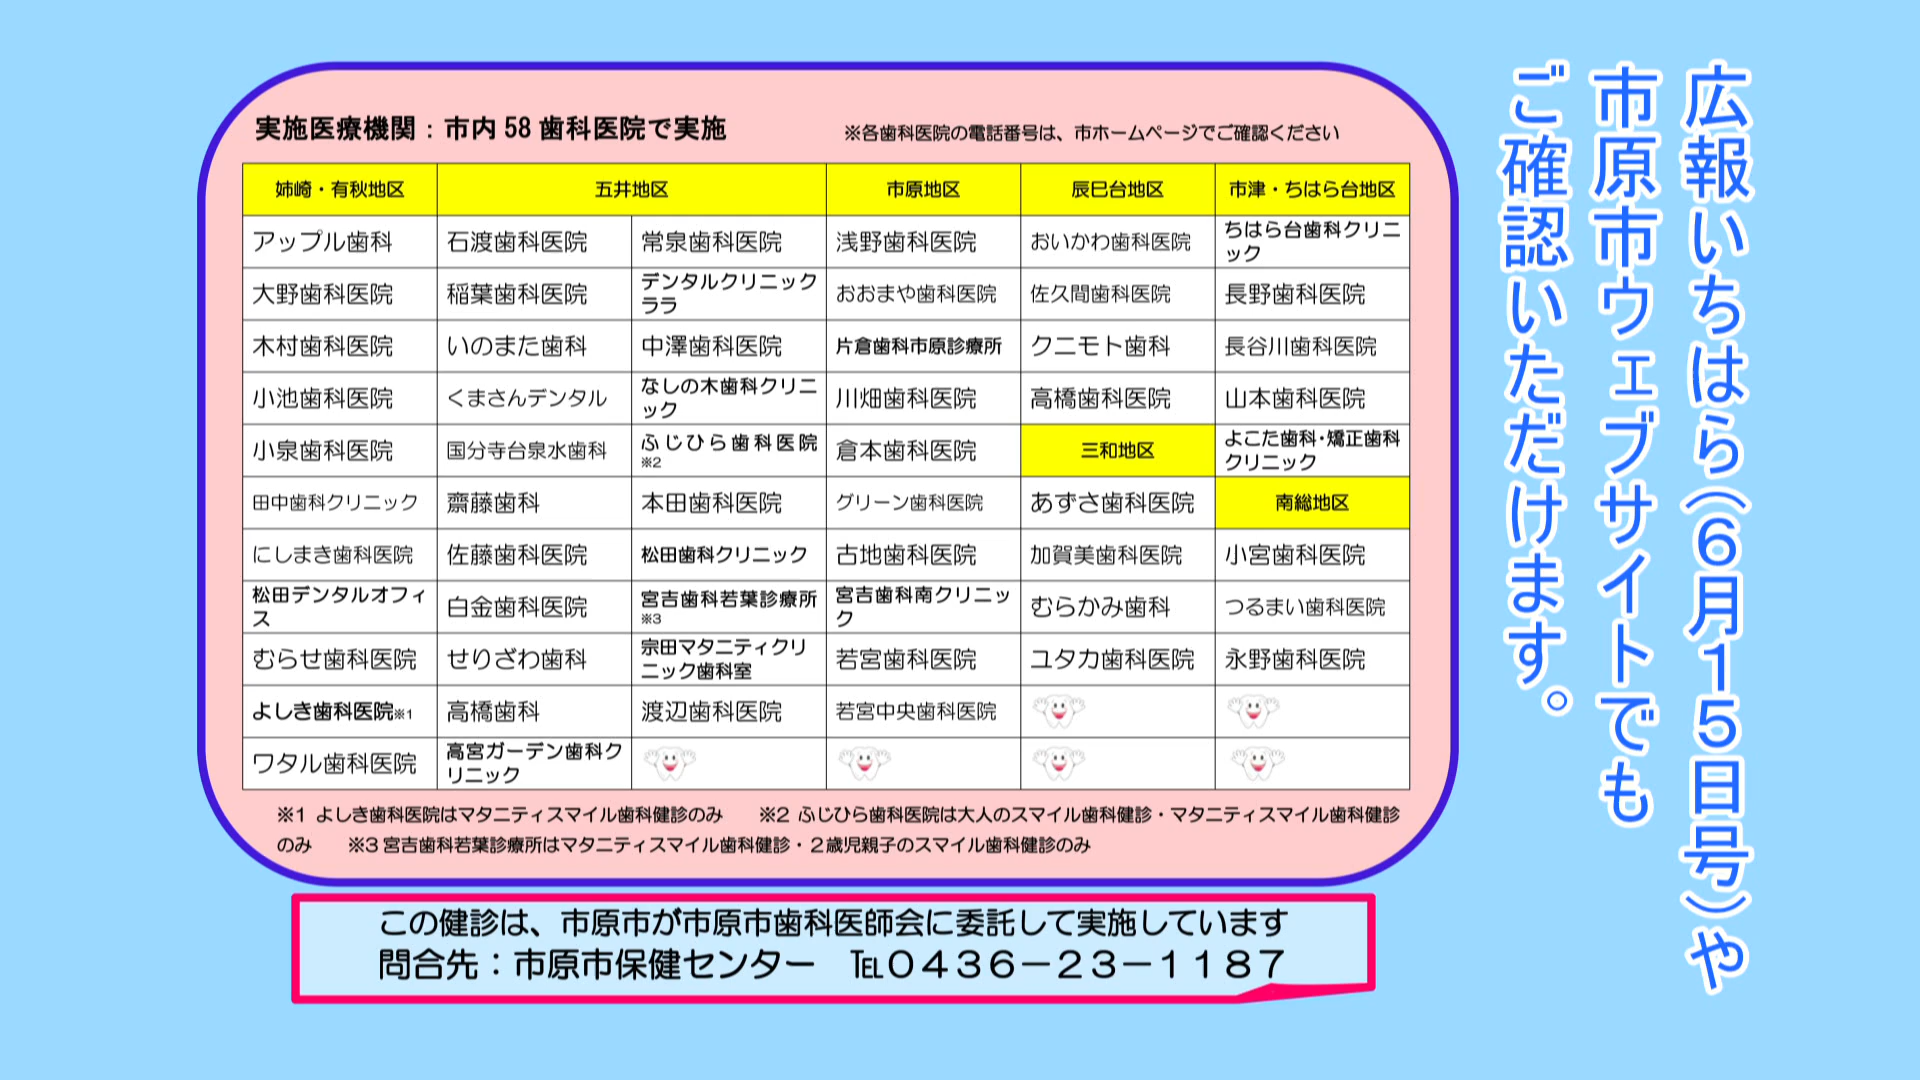 実施医療機関：市内 58 歯科医院で実施
※各歯科医院の電話番号は、市ホームページでご確認ください
姉崎・有秋地区 五井地区 市原地区 辰巳台地区 市津・ちはら台地区
アップル歯科 石渡歯科医院 常泉歯科医院 浅野歯科医院 おいかわ歯科医院 ちはら台歯科クリニック
大野歯科医院 稲葉歯科医院 デンタルクリニックララ おおまや歯科医院 佐久間歯科医院 長野歯科医院
木村歯科医院 いのまた歯科 中澤歯科医院 片倉歯科市原診療所 クニモト歯科 長谷川歯科医院
小池歯科医院 くまさんデンタル なしの木歯科クリニック 川畑歯科医院 高橋歯科医院 山本歯科医院
小泉歯科医院 国分寺台泉水歯科 ふじひら歯科医院※2 倉本歯科医院 三和地区 よこた歯科・矯正歯科クリニック
田中歯科クリニック 齋藤歯科 本田歯科医院 グリーン歯科医院 あずさ歯科医院 南総地区
にしまき歯科医院 佐藤歯科医院 松田歯科クリニック 古地歯科医院 加賀美歯科医院 小宮歯科医院
松田デンタルオフィス 白金歯科医院 宮吉歯科若葉診療所※3 宮吉歯科南クリニック むらかみ歯科 つるまい歯科医院
むらせ歯科医院 せりざわ歯科 宗田マタニティクリニック歯科室 若宮歯科医院 ユタカ歯科医院 永野歯科医院
よしき歯科医院※1 高橋歯科 渡辺歯科医院 若宮中央歯科医院
ワタル歯科医院 高宮ガーデン歯科クリニック
※1 よしき歯科医院はマタニティスマイル歯科健診のみ　※2 ふじひら歯科医院は大人のスマイル歯科健診・マタニティスマイル歯科健診
のみ　※3 宮吉歯科若葉診療所はマタニティスマイル歯科健診・２歳児親子のスマイル歯科健診のみ
この健診は、市原市が市原市歯科医師会に委託して実施しています
問合先：市原市保健センター　℡０４３６－２３－１１８７
広報いちはら（６月１５日号）や
市原市ウェブサイトでも
ご確認いただけます。